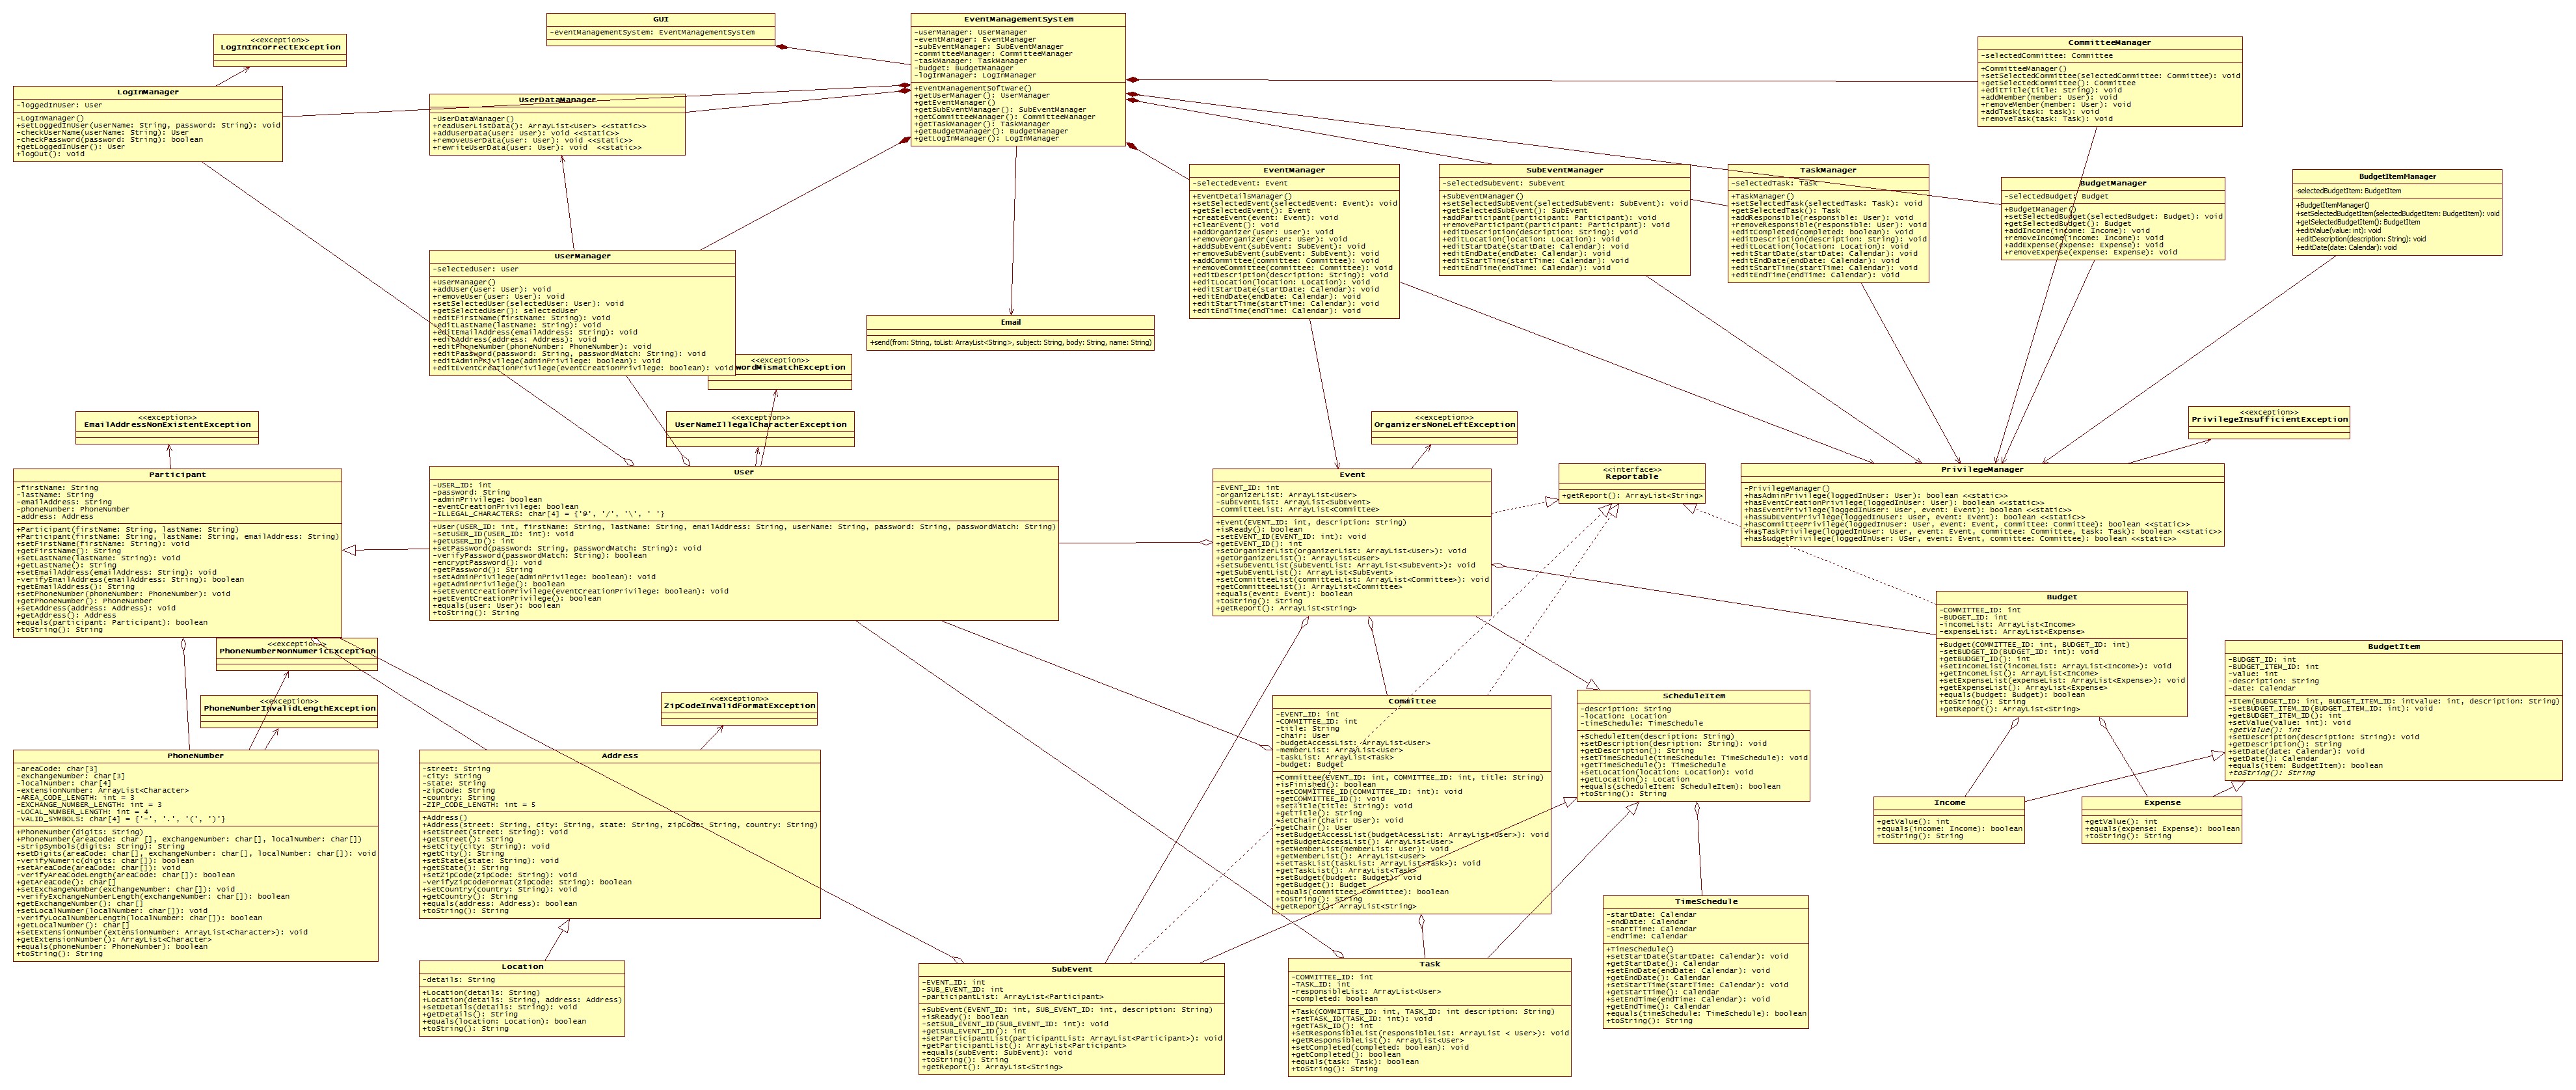 GUI
-eventManagementSystem: EventManagementSystem
EventManagementSystem
-userManager: UserManager
-eventManager: EventManager
-subEventManager: SubEventManager
-committeeManager: CommitteeManager
-taskManager: TaskManager
-budget: BudgetManager
-logInManager: LogInManager
+EventManagementSoftware()
+getUserManager(): UserManager
+getEventManager()
+getSubEventManager(): SubEventManager
+getCommitteeManager(): CommitteeManager
+getTaskManager(): TaskManager
+getBudgetManager(): BudgetManager
+getLogInManager(): LogInManager
<<exception>>
LogInIncorrectException
CommitteeManager
-selectedCommittee: Committee
+CommitteeManager()
+setSelectedCommittee(selectedCommittee: Committee): void
+getSelectedCommittee(): Committee
+editTitle(title: String): void
+addMember(member: User): void
+removeMember(member: User): void
+addTask(task: task): void
+removeTask(task: Task): void
LogInManager
-loggedInUser: User
-LogInManager()
+setLoggedInUser(userName: String, password: String): void
-checkUserName(userName: String): User
-checkPassword(password: String): boolean
+getLoggedInUser(): User
+logOut(): void
UserDataManager
-UserDataManager()
+readUserListData(): ArrayList<User> <<static>>
+addUserData(user: User): void <<static>>
+removeUserData(user: User): void <<static>>
+rewriteUserData(user: User): void  <<static>>
EventManager
-selectedEvent: Event
+EventDetailsManager()
+setSelectedEvent(selectedEvent: Event): void
+getSelectedEvent(): Event
+createEvent(event: Event): void
+clearEvent(): void
+addOrganizer(user: User): void
+removeOrganizer(user: User): void
+addSubEvent(subEvent: SubEvent): void
+removeSubEvent(subEvent: SubEvent): void
+addCommittee(committee: Committee): void
+removeCommittee(committee: Committee): void
+editDescription(description: String): void
+editLocation(location: Location): void
+editStartDate(startDate: Calendar): void
+editEndDate(endDate: Calendar): void
+editStartTime(startTime: Calendar): void
+editEndTime(endTime: Calendar): void
SubEventManager
-selectedSubEvent: SubEvent
+SubEventManager()
+setSelectedSubEvent(selectedSubEvent: SubEvent): void
+getSelectedSubEvent(): SubEvent
+addParticipant(participant: Participant): void
+removeParticipant(participant: Participant): void
+editDescription(description: String): void
+editLocation(location: Location): void
+editStartDate(startDate: Calendar): void
+editEndDate(endDate: Calendar): void
+editStartTime(startTime: Calendar): void
+editEndTime(endTime: Calendar): void
TaskManager
-selectedTask: Task
+TaskManager()
+setSelectedTask(selectedTask: Task): void
+getSelectedTask(): Task
+addResponsible(responsible: User): void
+removeResponsible(responsible: User): void
+editCompleted(completed: boolean): void
+editDescription(description: String): void
+editLocation(location: Location): void
+editStartDate(startDate: Calendar): void
+editEndDate(endDate: Calendar): void
+editStartTime(startTime: Calendar): void
+editEndTime(endTime: Calendar): void
BudgetManager
-selectedBudget: Budget
+BudgetManager()
+setSelectedBudget(selectedBudget: Budget): void
+getSelectedBudget(): Budget
+addIncome(income: Income): void
+removeIncome(income: Income): void
+addExpense(expense: Expense): void
+removeExpense(expense: Expense): void
BudgetItemManager
-selectedBudgetItem: BudgetItem
+BudgetItemManager()
+setSelectedBudgetItem(selectedBudgetItem: BudgetItem): void
+getSelectedBudgetItem(): BudgetItem
+editValue(value: int): void
+editDescription(description: String): void
+editDate(date: Calendar): void
UserManager
-selectedUser: User
+UserManager()
+addUser(user: User): void
+removeUser(user: User): void
+setSelectedUser(selectedUser: User): void
+getSelectedUser(): selectedUser
+editFirstName(firstName: String): void
+editLastName(lastName: String): void
+editEmailAddress(emailAddress: String): void
+editAddress(address: Address): void
+editPhoneNumber(phoneNumber: PhoneNumber): void
+editPassword(password: String, passwordMatch: String): void
+editAdminPrivilege(adminPrivilege: boolean): void
+editEventCreationPrivilege(eventCreationPrivilege: boolean): void
Email
+send(from: String, toList: ArrayList<String>, subject: String, body: String, name: String)
<<exception>>
wordMismatchException
<<exception>>
EmailAddressNonExistentException
<<exception>>
UserNameIllegalCharacterException
<<exception>>
OrganizersNoneLeftException
<<exception>>
PrivilegeInsufficientException
Participant
-firstName: String
-lastName: String
-emailAddress: String
-phoneNumber: PhoneNumber
-address: Address
+Participant(firstName: String, lastName: String)
+Participant(firstName: String, lastName: String, emailAddress: String)
+setFirstName(firstName: String): void
+getFirstName(): String
+setLastName(lastName: String): void
+getLastName(): String
+setEmailAddress(emailAddress: String): void
-verifyEmailAddress(emailAddress: String): boolean
+getEmailAddress(): String
+setPhoneNumber(phoneNumber: PhoneNumber): void
+getPhoneNumber(): PhoneNumber
+setAddress(address: Address): void
+getAddress(): Address
+equals(participant: Participant): boolean
+toString(): String
User
-USER_ID: int
-password: String
-adminPrivilege: boolean
-eventCreationPrivilege: boolean
-ILLEGAL_CHARACTERS: char[4] = {'@', '/', '\', ' '}
+User(USER_ID: int, firstName: String, lastName: String, emailAddress: String, userName: String, password: String, passwordMatch: String)
-setUSER_ID(USER_ID: int): void
+getUSER_ID(): int
+setPassword(password: String, passwordMatch: String): void
-verifyPassword(passwordMatch: String): boolean
-encryptPassword(): void
+getPassword(): String
+setAdminPrivilege(adminPrivilege: boolean): void
+getAdminPrivilege(): boolean
+setEventCreationPrivilege(eventCreationPrivilege: boolean): void
+getEventCreationPrivilege(): boolean
+equals(user: User): boolean
+toString(): String
Event
-EVENT_ID: int
-organizerList: ArrayList<User>
-subEventList: ArrayList<SubEvent>
-committeeList: ArrayList<Committee>
+Event(EVENT_ID: int, description: String)
+isReady(): boolean
-setEVENT_ID(EVENT_ID: int): void
+getEVENT_ID(): int
+setOrganizerList(organizerList: ArrayList<User>): void
+getOrganizerList(): ArrayList<User>
+setSubEventList(subEventList: ArrayList<SubEvent>): void
+getSubEventList(): ArrayList<SubEvent>
+setCommitteeList(committeeList: ArrayList<Committee>): void
+getCommitteeList(): ArrayList<Committee>
+equals(event: Event): boolean
+toString(): String
+getReport(): ArrayList<String>
<<interface>>
Reportable
+getReport(): ArrayList<String>
PrivilegeManager
-PrivilegeManager()
+hasAdminPrivilege(loggedInUser: User): boolean <<static>>
+hasEventCreationPrivilege(loggedInUser: User): boolean <<static>>
+hasEventPrivilege(loggedInUser: User, event: Event): boolean <<static>>
+hasSubEventPrivilege(loggedInUser: USer, event: Event): boolean <<static>>
+hasCommitteePrivilege(loggedInUser: User, event: Event, committee: Committee): boolean <<static>>
+hasTaskPrivilege(loggedInUser: User, event: Event, committee: Committee, task: Task): boolean <<static>>
+hasBudgetPrivilege(loggedInUser: USer, event: Event, committee: Committee): boolean <<static>>
Budget
-COMMITTEE_ID: int
-BUDGET_ID: int
-incomeList: ArrayList<Income>
-expenseList: ArrayList<Expense>
+Budget(COMMITTEE_ID: int, BUDGET_ID: int)
-setBUDGET_ID(BUDGET_ID: int): void
+getBUDGET_ID(): int
+setIncomeList(incomeList: ArrayList<Income>): void
+getIncomeList(): ArrayList<Income>
+setExpenseList(expenseList: ArrayList<Expense>): void
+getExpenseList(): ArrayList<Expense>
+equals(budget: Budget): boolean
+toString(): String
+getReport(): ArrayList<String>
BudgetItem
-BUDGET_ID: int
-BUDGET_ITEM_ID: int
-value: int
-description: String
-date: Calendar
+Item(BUDGET_ID: int, BUDGET_ITEM_ID: intvalue: int, description: String)
-setBUDGET_ITEM_ID(BUDGET_ITEM_ID: int): void
+getBUDGET_ITEM_ID(): int
+setValue(value: int): void
+getValue(): int
+setDescription(description: String): void
+getDescription(): String
+setDate(date: Calendar): void
+getDate(): Calendar
+equals(item: BudgetItem): boolean
+toString(): String
<<exception>>
PhoneNumberNonNumericException
<<exception>>
PhoneNumberInvalidLengthException
<<exception>>
ZipCodeInvalidFormatException
PhoneNumber
-areaCode: char[3]
-exchangeNumber: char[3]
-localNumber: char[4]
-extensionNumber: ArrayList<Character>
-AREA_CODE_LENGTH: int = 3
-EXCHANGE_NUMBER_LENGTH: int = 3
-LOCAL_NUMBER_LENGTH: int = 4
-VALID_SYMBOLS: char[4] = {'-', '.', '(', ')'}
+PhoneNumber(digits: String)
+PhoneNumber(areaCode: char [], exchangeNumber: char[], localNumber: char[])
-stripSymbols(digits: String): String
+setDigits(areaCode: char[], exchangeNumber: char[], localNumber: char[]): void
-verifyNumeric(digits: char[]): boolean
-setAreaCode(areaCode: char[]): void
-verifyAreaCodeLength(areaCode: char[]): boolean
+getAreaCode(): char[]
+setExchangeNumber(exchangeNumber: char[]): void
-verifyExchangeNumberLength(exchangeNumber: char[]): boolean
+getExchangeNumber(): char[]
+setLocalNumber(localNumber: char[]): void
-verifyLocalNumberLength(localNumber: char[]): boolean
+getLocalNumber(): char[]
+setExtensionNumber(extensionNumber: ArrayList<Character>): void
+getExtensionNumber(): ArrayList<Character>
+equals(phoneNumber: PhoneNumber): boolean
+toString(): String
Address
-street: String
-city: String
-state: String
-zipCode: String
-country: String
-ZIP_CODE_LENGTH: int = 5
+Address()
+Address(street: String, city: String, state: String, zipCode: String, country: String)
+setStreet(street: String): void
+getStreet(): String
+setCity(city: String): void
+getCity(): String
+setState(state: String): void
+getState(): String
+setZipCode(zipCode: String): void
-verifyZipCodeFormat(zipCode: String): boolean
+setCountry(country: String): void
+getCountry(): String
+equals(address: Address): boolean
+toString(): String
Location
-details: String
+Location(details: String)
+Location(details: String, address: Address)
+setDetails(details: String): void
+getDetails(): String
+equals(location: Location): boolean
+toString(): String
Committee
-EVENT_ID: int
-COMMITTEE_ID: int
-title: String
-chair: User
-budgetAccessList: ArrayList<User>
-memberList: ArrayList<User>
-taskList: ArrayList<Task>
-budget: Budget
+Committee(EVENT_ID: int, COMMITTEE_ID: int, title: String)
+isFinished(): boolean
-setCOMMITTEE_ID(COMMITTEE_ID: int): void
+getCOMMITTEE_ID(): void
+setTitle(title: String): void
+getTitle(): String
+setChair(chair: User): void
+getChair(): User
+setBudgetAccessList(budgetAcessList: ArrayList<User>): void
+getBudgetAccessList(): ArrayList<User>
+setMemberList(memberList: User): void
+getMemberList(): ArrayList<User>
+setTaskList(taskList: ArrayList<Task>): void
+getTaskList(): ArrayList<Task>
+setBudget(budget: Budget): void
+getBudget(): Budget
+equals(committee: Committee): boolean
+toString(): String
+getReport(): ArrayList<String>
ScheduleItem
-description: String
-location: Location
-timeSchedule: TimeSchedule
+ScheduleItem(description: String)
+setDescription(desription: String): void
+getDescription(): String
+setTimeSchedule(timeSchedule: TimeSchedule): void
+getTimeSchedule(): TimeSchedule
+setLocation(location: Location): void
+getLocation(): Location
+equals(scheduleItem: ScheduleItem): boolean
+toString(): String
Income
+getValue(): int
+equals(income: Income): boolean
+toString(): String
Expense
+getValue(): int
+equals(expense: Expense): boolean
+toString(): String
TimeSchedule
-startDate: Calendar
-endDate: Calendar
-startTime: Calendar
-endTime: Calendar
+TimeSchedule()
+setStartDate(startDate: Calendar): void
+getStartDate(): Calendar
+setEndDate(endDate: Calendar): void
+getEndDate(): Calendar
+setStartTime(startTime: Calendar): void
+getStartTime(): Calendar
+setEndTime(endTime: Calendar): void
+getEndTime(): Calendar
+equals(timeSchedule: TimeSchedule): boolean
+toString(): String
SubEvent
-EVENT_ID: int
-SUB_EVENT_ID: int
-participantList: ArrayList<Participant>
+SubEvent(EVENT_ID: int, SUB_EVENT_ID: int, description: String)
+isReady(): boolean
-setSUB_EVENT_ID(SUB_EVENT_ID: int): void
+getSUB_EVENT_ID(): int
+setParticipantList(participantList: ArrayList<Participant>): void
+getParticipantList(): ArrayList<Participant>
+equals(subEvent: SubEvent): void
+toString(): String
+getReport(): ArrayList<String>
Task
-COMMITTEE_ID: int
-TASK_ID: int
-responsibleList: ArrayList<User>
-completed: boolean
+Task(COMMITTEE_ID: int, TASK_ID: int description: String)
-setTASK_ID(TASK_ID: int): void
+getTASK_ID(): int
+setResponsibleList(responsibleList: ArrayList < User>): void
+getResponsibleList(): ArrayList<User>
+setCompleted(completed: boolean): void
+getCompleted(): boolean
+equals(task: Task): boolean
+toString(): String